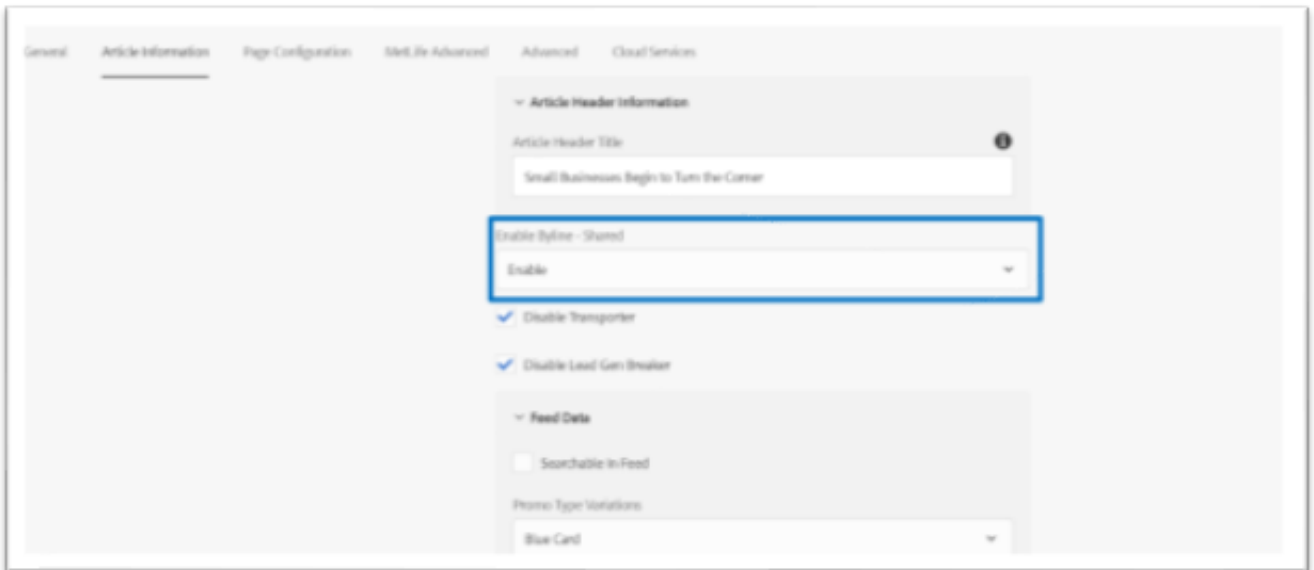 General Article Information Page Configuration MetLife Advanced Advanced Cloud Services
Article Header Information
Article Header Title
Small Businesses Begin to Turn the Corner
Enable Byline - Shared
Enable
Disable Transporter
Disable Lead Gen Breaker
Feed Data
Searchable In Feed
Promo Type Variations
Blue Card